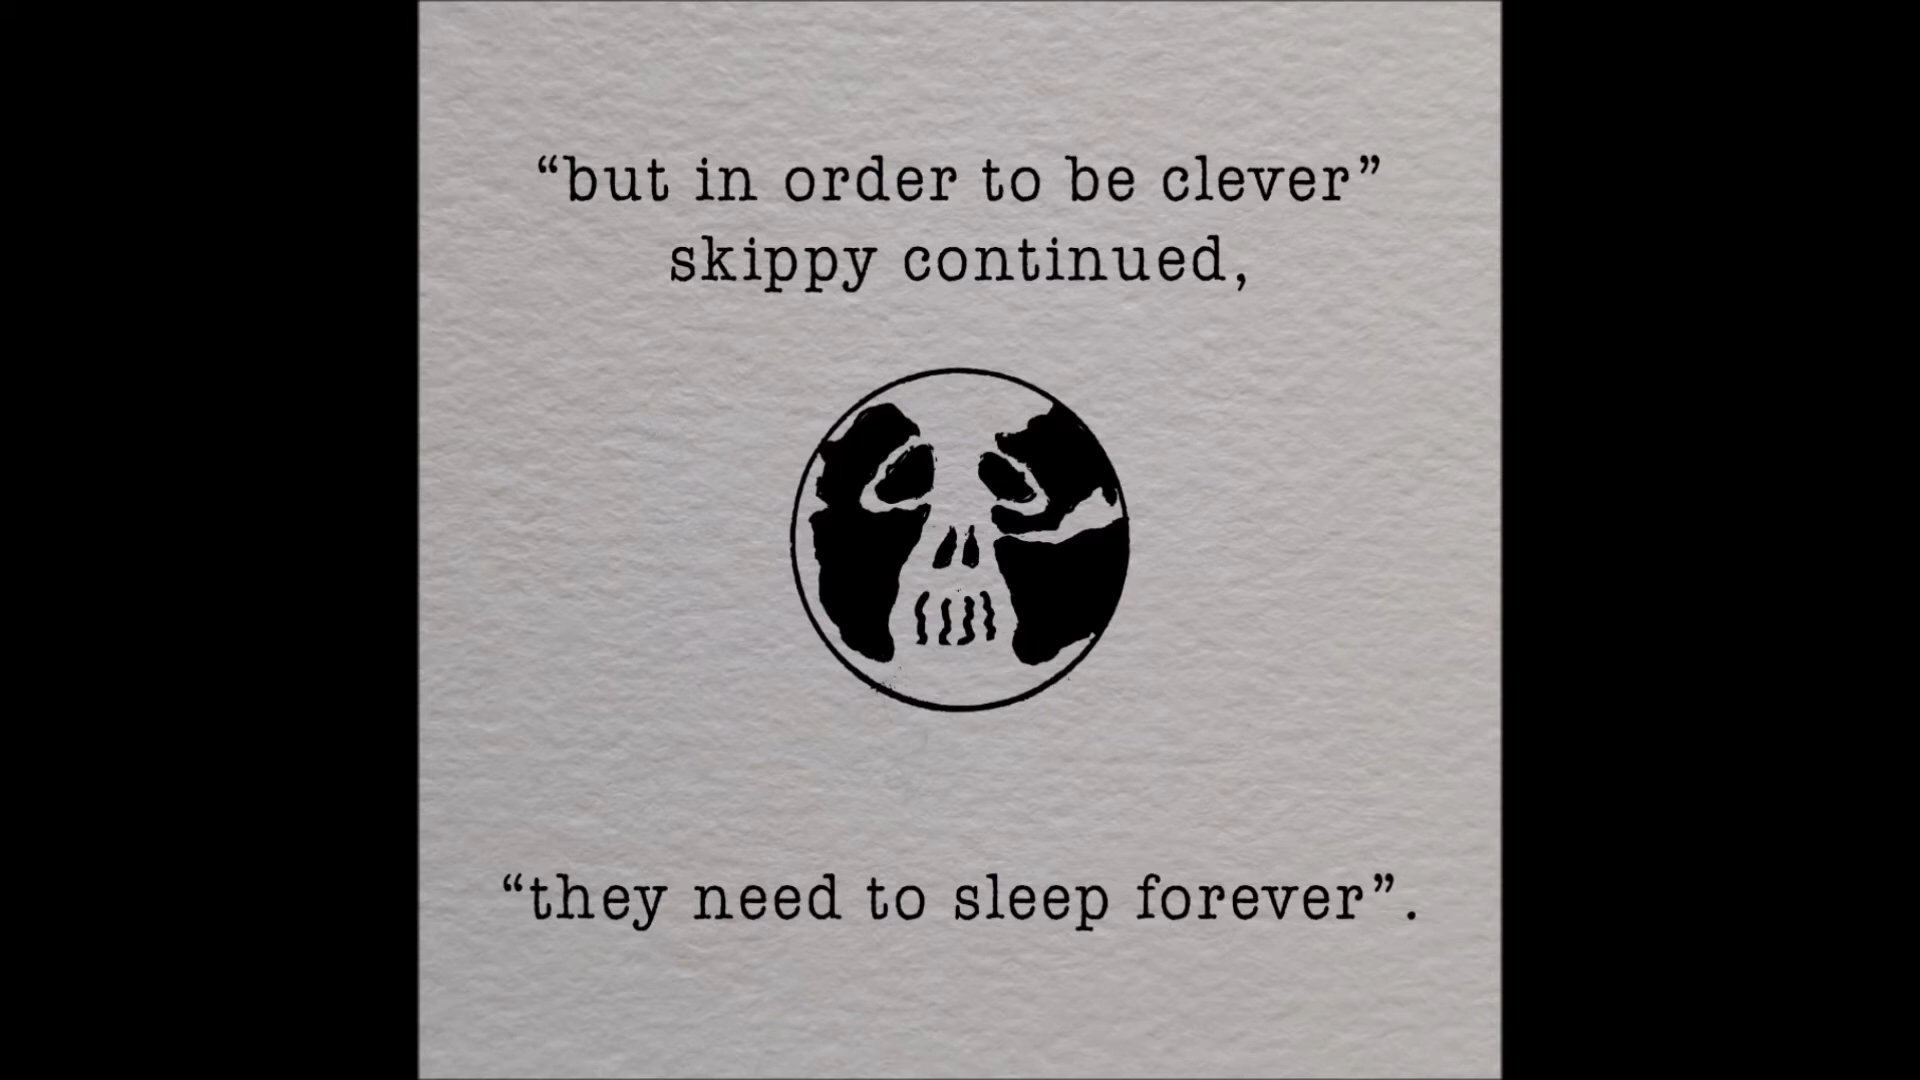 “but in order to be clever”
skippy continued,
“they need to sleep forever”.